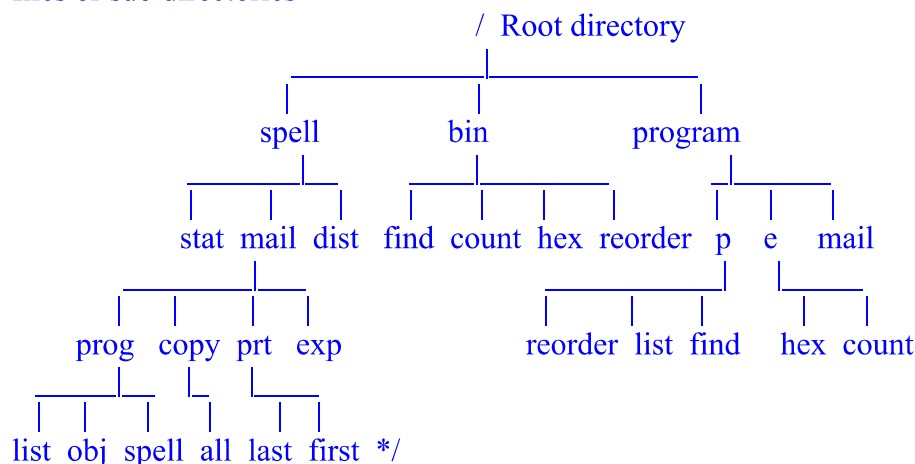 / Root directory
spell bin program
stat mail dist find count hex reorder p e mail
prog copy prt exp reorder list find hex count
list obj spell all last first */